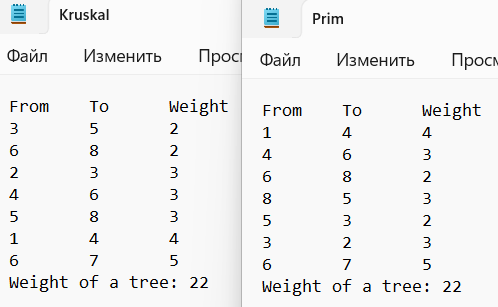 Kruskal
Файл Изменить Прос
From To Weight
3 5 2
6 8 2
2 3 3
4 6 3
5 8 3
1 4 4
6 7 5
Weight of a tree: 22
Prim
Файл Изменить Просм
From To Weight
1 4 4
4 6 3
6 8 2
8 5 3
5 3 2
3 2 3
6 7 5
Weight of a tree: 22